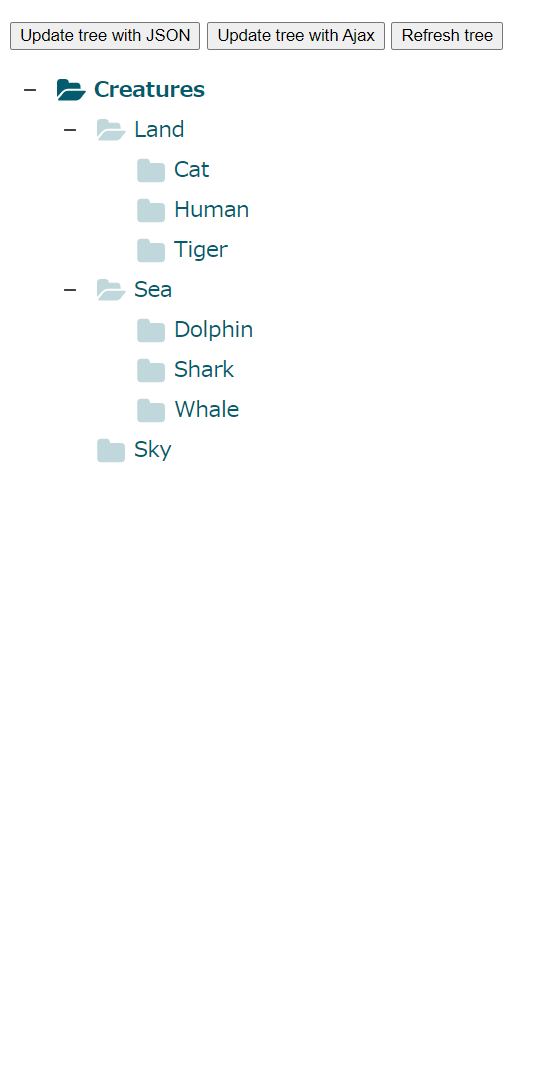 Update tree with JSON Update tree with Ajax Refresh tree
Creatures
Land
Cat
Human
Tiger
Sea
Dolphin
Shark
Whale
Sky